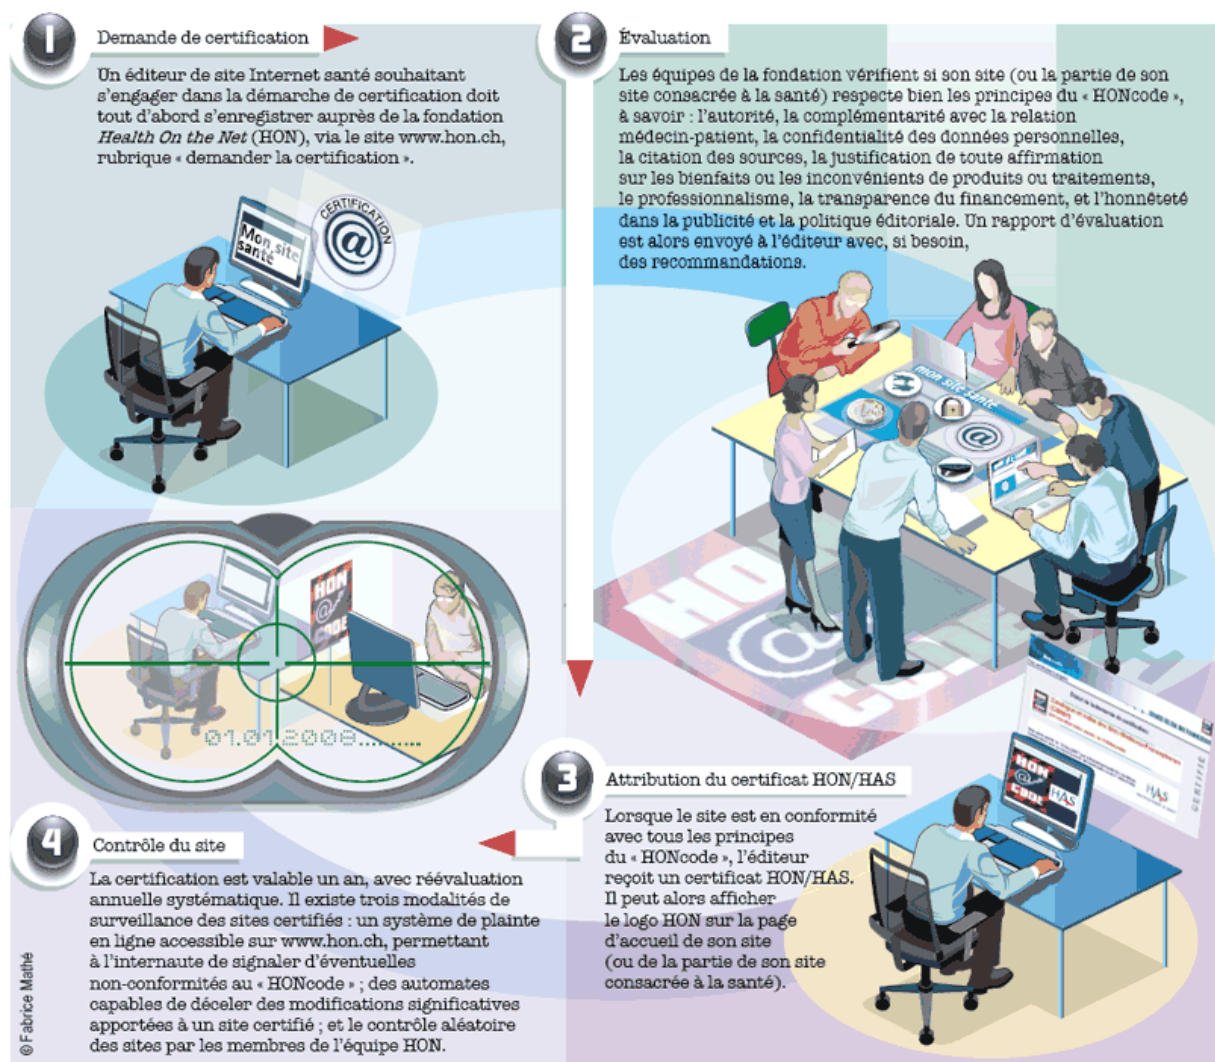 1
Demande de certification
Un éditeur de site Internet santé souhaitant
s'engager dans la démarche de certification doit
tout d'abord s'enregistrer auprès de la fondation
Health On the Net (HON), via le site www.hon.ch,
rubrique « demander la certification ».
Mon site
santé
CERTIFICATION
@
2
Évaluation
Les équipes de la fondation vérifient si son site (ou la partie de son
site consacrée à la santé) respecte bien les principes du « HONcode »,
à savoir : l'autorité, la complémentarité avec la relation
médecin-patient, la confidentialité des données personnelles,
la citation des sources, la justification de toute affirmation
sur les bienfaits ou les inconvénients de produits ou traitements,
le professionnalisme, la transparence du financement, et l'honnêteté
dans la publicité et la politique éditoriale. Un rapport d'évaluation
est alors envoyé à l'éditeur avec, si besoin,
des recommandations.
mon site santé
@
HON
@
CODE
3
Attribution du certificat HON/HAS
Lorsque le site est en conformité
avec tous les principes
du « HONcode », l'éditeur
reçoit un certificat HON/HAS.
Il peut alors afficher
le logo HON sur la page
d'accueil de son site
(ou de la partie de son site
consacrée à la santé).
HON
@
CODE
HAS
HAS
CERTIFIE
HON
@
CODE
01.01.2008.........
4
Contrôle du site
La certification est valable un an, avec réévaluation
annuelle systématique. Il existe trois modalités de
surveillance des sites certifiés : un système de plainte
en ligne accessible sur www.hon.ch, permettant
à l'internaute de signaler d'éventuelles
non-conformités au « HONcode » ; des automates
capables de déceler des modifications significatives
apportées à un site certifié ; et le contrôle aléatoire
des sites par les membres de l'équipe HON.
© Fabrice Mathé